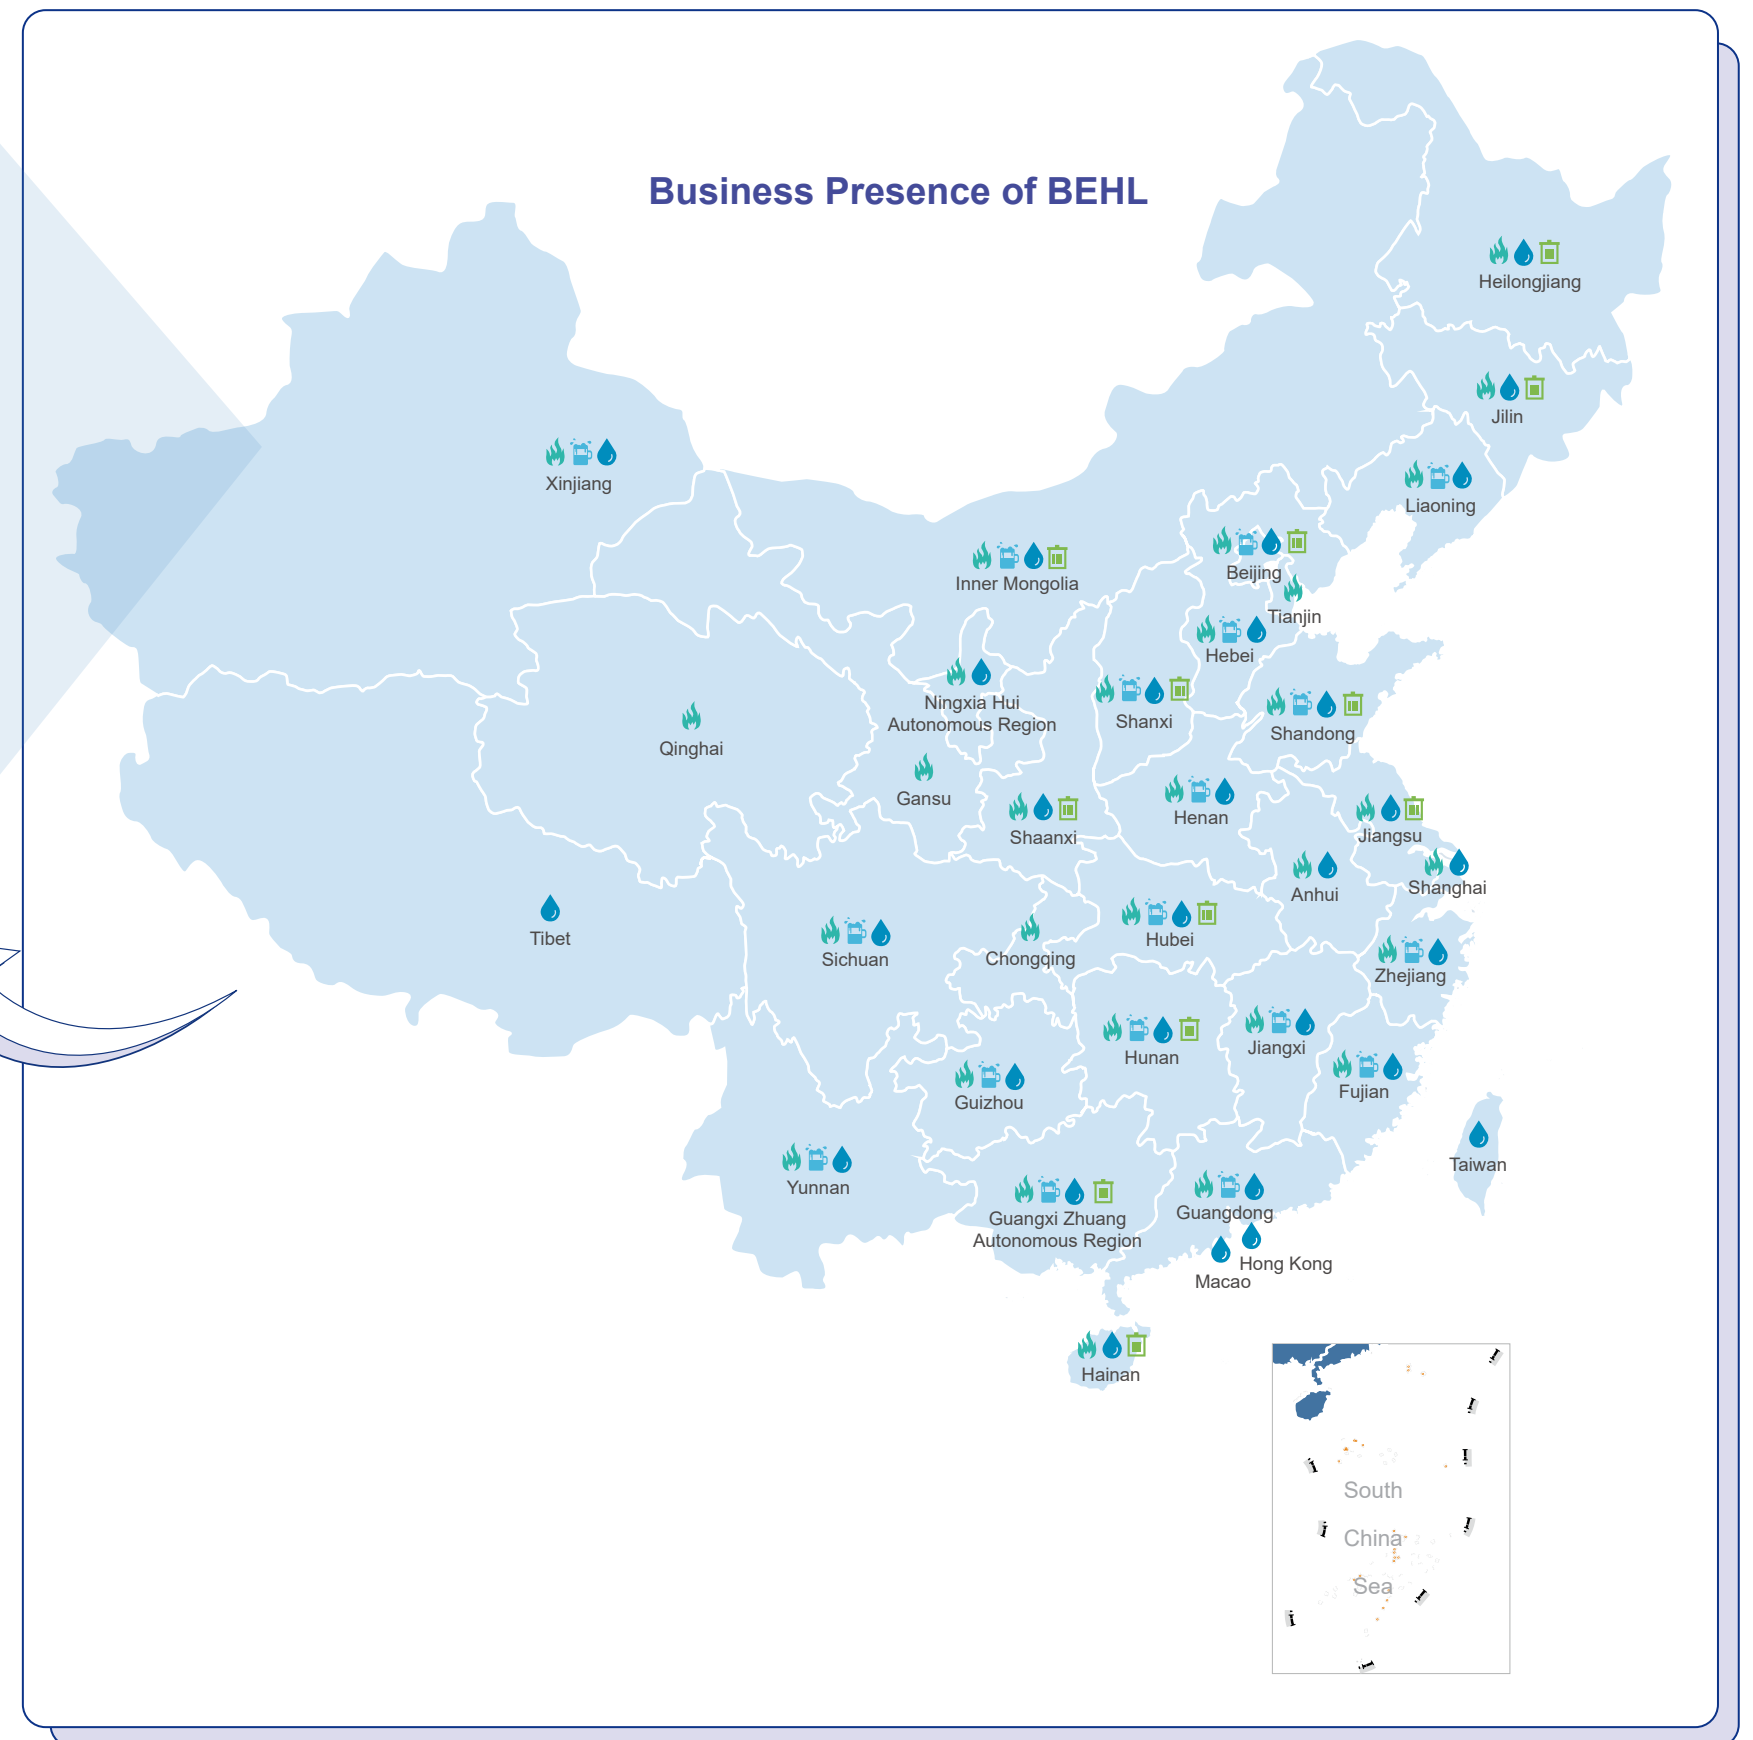 Business Presence of BEHL
Heilongjiang
Jilin
Xinjiang
Liaoning
Beijing
Inner Mongolia
Tianjin
Hebei
Ningxia Hui
Autonomous Region
Shanxi
Shandong
Qinghai
Gansu
Henan
Shaanxi
Jiangsu
Shanghai
Anhui
Tibet
Sichuan
Chongqing
Hubei
Zhejiang
Hunan
Jiangxi
Fujian
Guizhou
Taiwan
Yunnan
Guangxi Zhuang
Autonomous Region
Guangdong
Hong Kong
Macao
Hainan
South
China
Sea